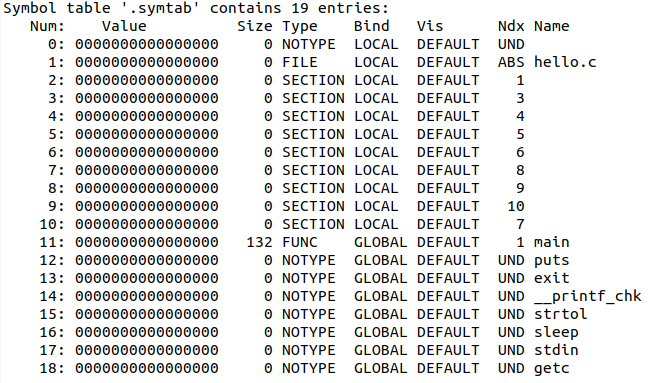 Symbol table '.symtab' contains 19 entries:
   Num:    Value          Size Type    Bind   Vis      Ndx Name
     0: 0000000000000000     0 NOTYPE  LOCAL  DEFAULT  UND
     1: 0000000000000000     0 FILE    LOCAL  DEFAULT  ABS hello.c
     2: 0000000000000000     0 SECTION LOCAL  DEFAULT    1
     3: 0000000000000000     0 SECTION LOCAL  DEFAULT    3
     4: 0000000000000000     0 SECTION LOCAL  DEFAULT    4
     5: 0000000000000000     0 SECTION LOCAL  DEFAULT    5
     6: 0000000000000000     0 SECTION LOCAL  DEFAULT    6
     7: 0000000000000000     0 SECTION LOCAL  DEFAULT    8
     8: 0000000000000000     0 SECTION LOCAL  DEFAULT    9
     9: 0000000000000000     0 SECTION LOCAL  DEFAULT   10
    10: 0000000000000000     0 SECTION LOCAL  DEFAULT    7
    11: 0000000000000000   132 FUNC    GLOBAL DEFAULT    1 main
    12: 0000000000000000     0 NOTYPE  GLOBAL DEFAULT  UND puts
    13: 0000000000000000     0 NOTYPE  GLOBAL DEFAULT  UND exit
    14: 0000000000000000     0 NOTYPE  GLOBAL DEFAULT  UND __printf_chk
    15: 0000000000000000     0 NOTYPE  GLOBAL DEFAULT  UND strtol
    16: 0000000000000000     0 NOTYPE  GLOBAL DEFAULT  UND sleep
    17: 0000000000000000     0 NOTYPE  GLOBAL DEFAULT  UND stdin
    18: 0000000000000000     0 NOTYPE  GLOBAL DEFAULT  UND getc